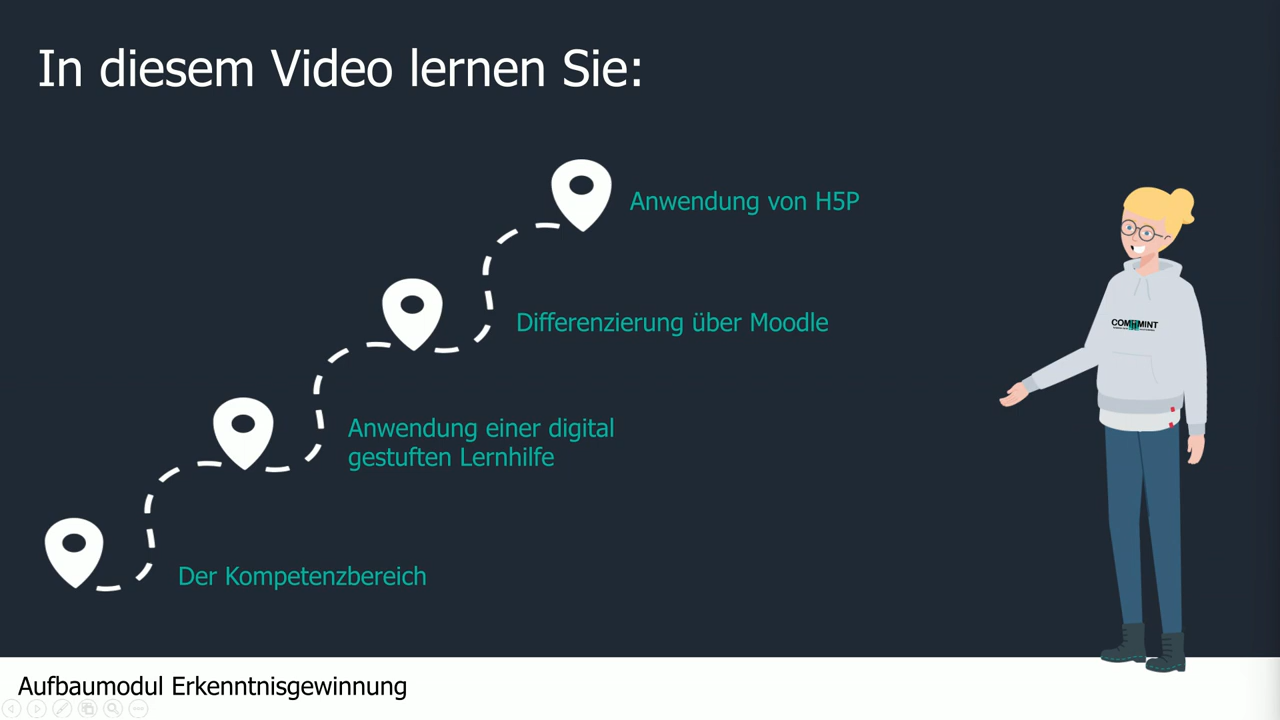 In diesem Video lernen Sie:
Anwendung von H5P
Differenzierung über Moodle
Anwendung einer digital
gestuften Lernhilfe
Der Kompetenzbereich
Aufbaumodul Erkenntnisgewinnung